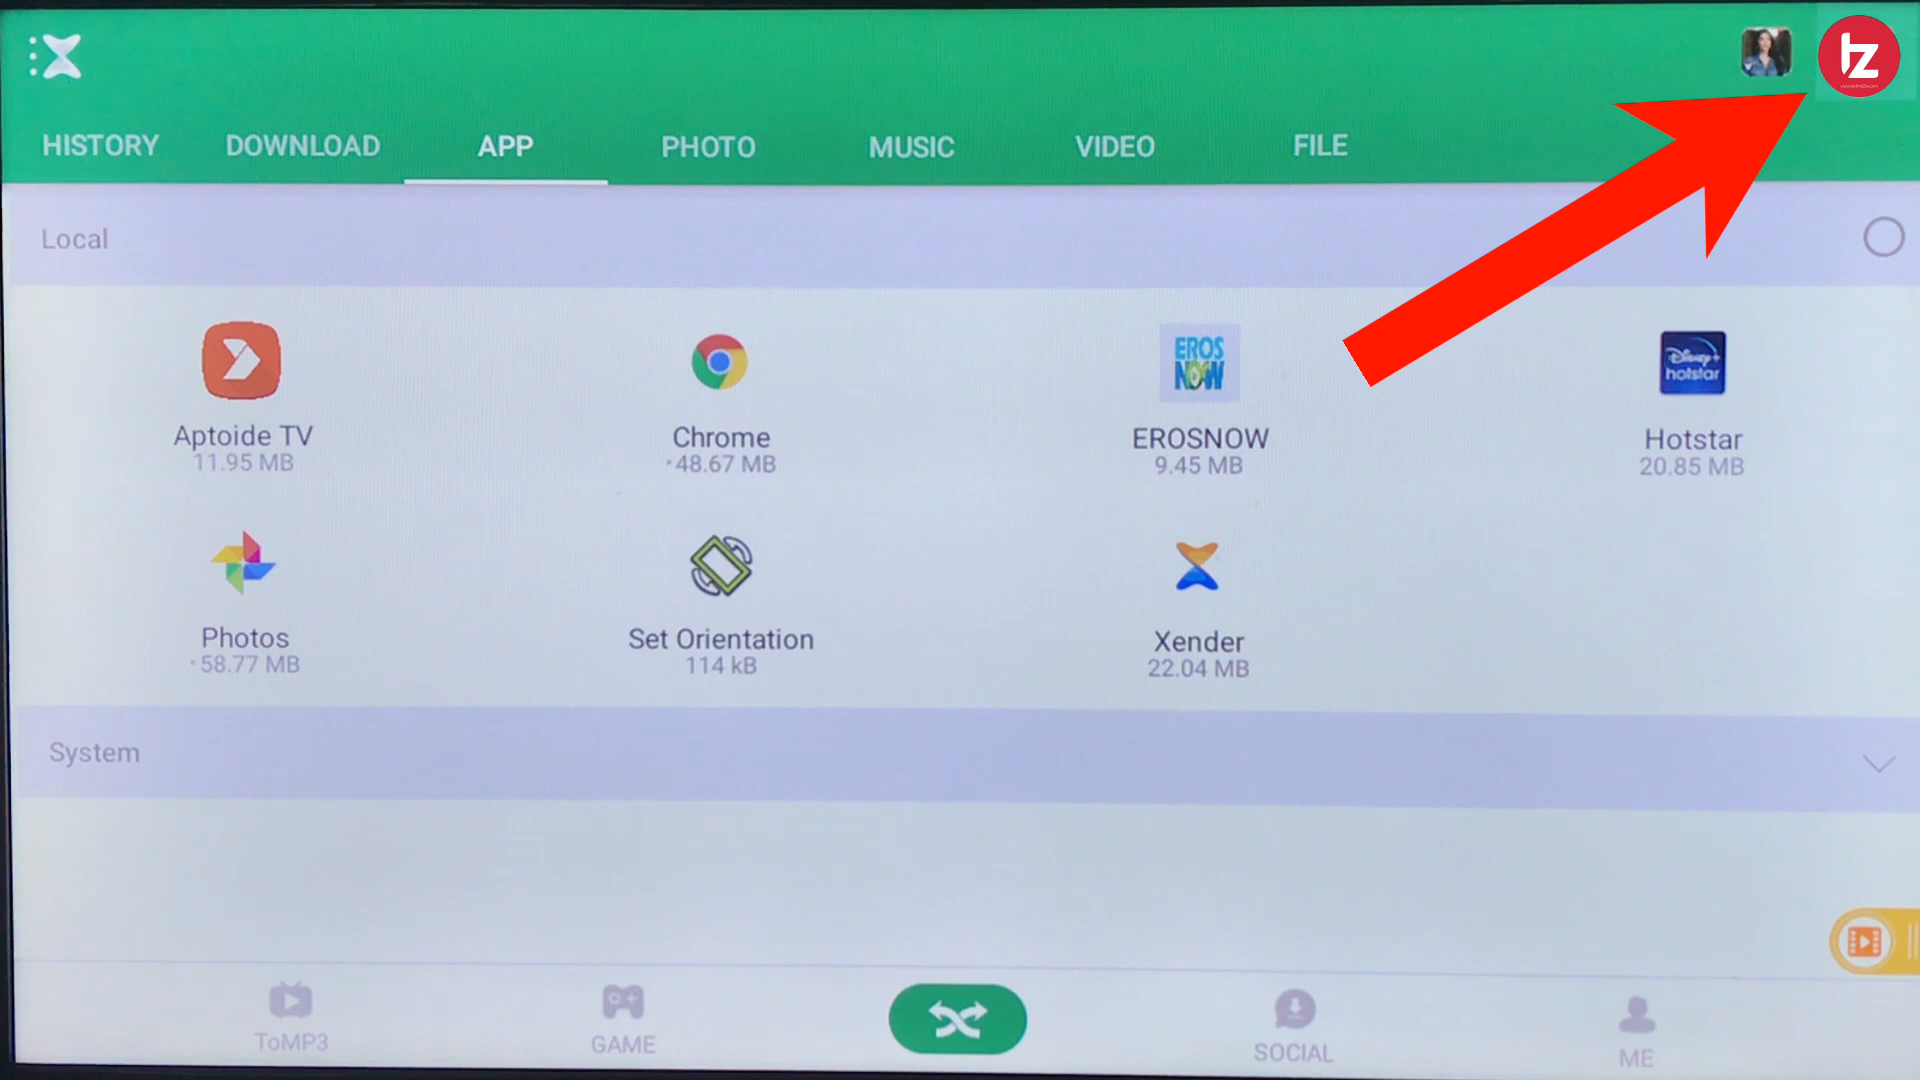 HISTORY
DOWNLOAD
APP
PHOTO
MUSIC
VIDEO
FILE
Local
EROS
NOW
Disney+
hotstar
Aptoide TV
11.95 MB
Chrome
48.67 MB
EROSNOW
9.45 MB
Hotstar
20.85 MB
Photos
58.77 MB
Set Orientation
114 kB
Xender
22.04 MB
System
ToMP3
GAME
SOCIAL
ME